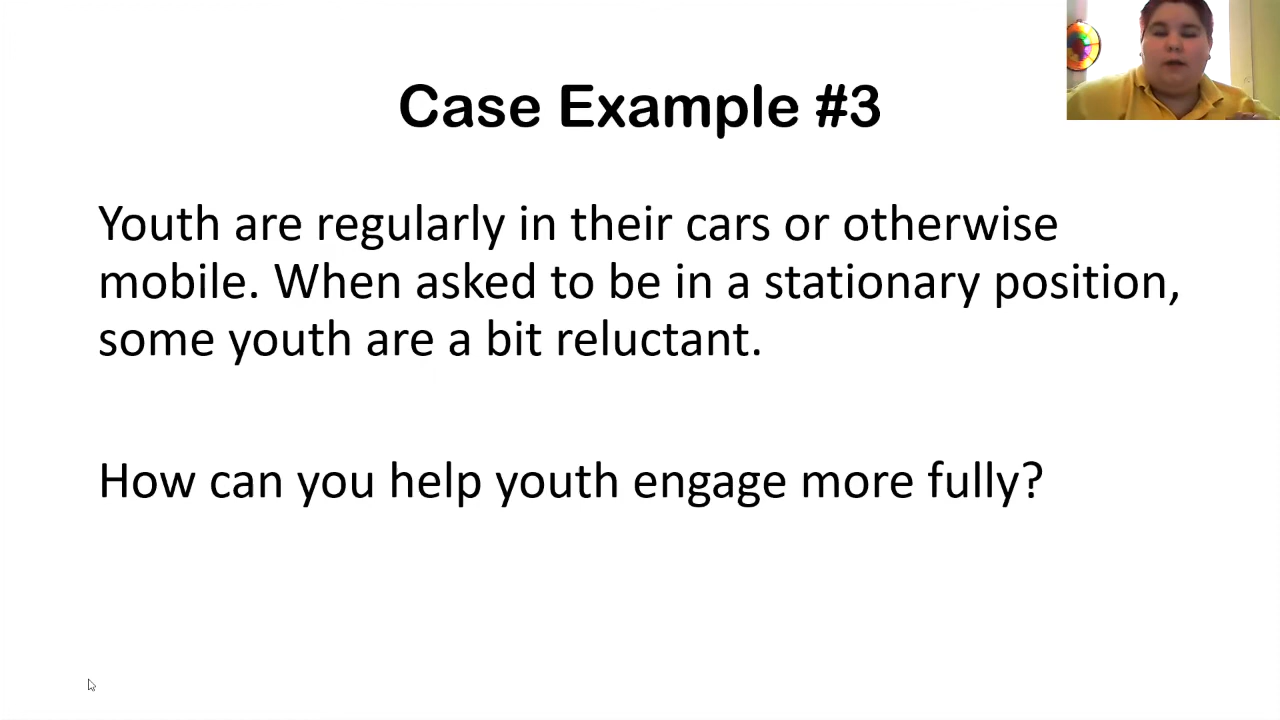 Case Example #3
Youth are regularly in their cars or otherwise
mobile. When asked to be in a stationary position,
some youth are a bit reluctant.
How can you help youth engage more fully?